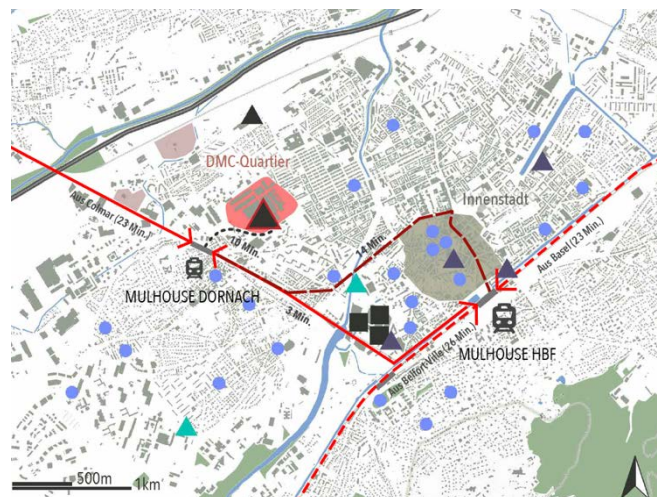 DMC-Quartier
Innenstadt
Aus Colmar (23 Min.)
10 Min.
14 Min.
Aus Basel (23 Min.)
MULHOUSE DORNACH
3 Min.
MULHOUSE HBF
Aus Belfort-Ville (26 Min.)
500m
1km